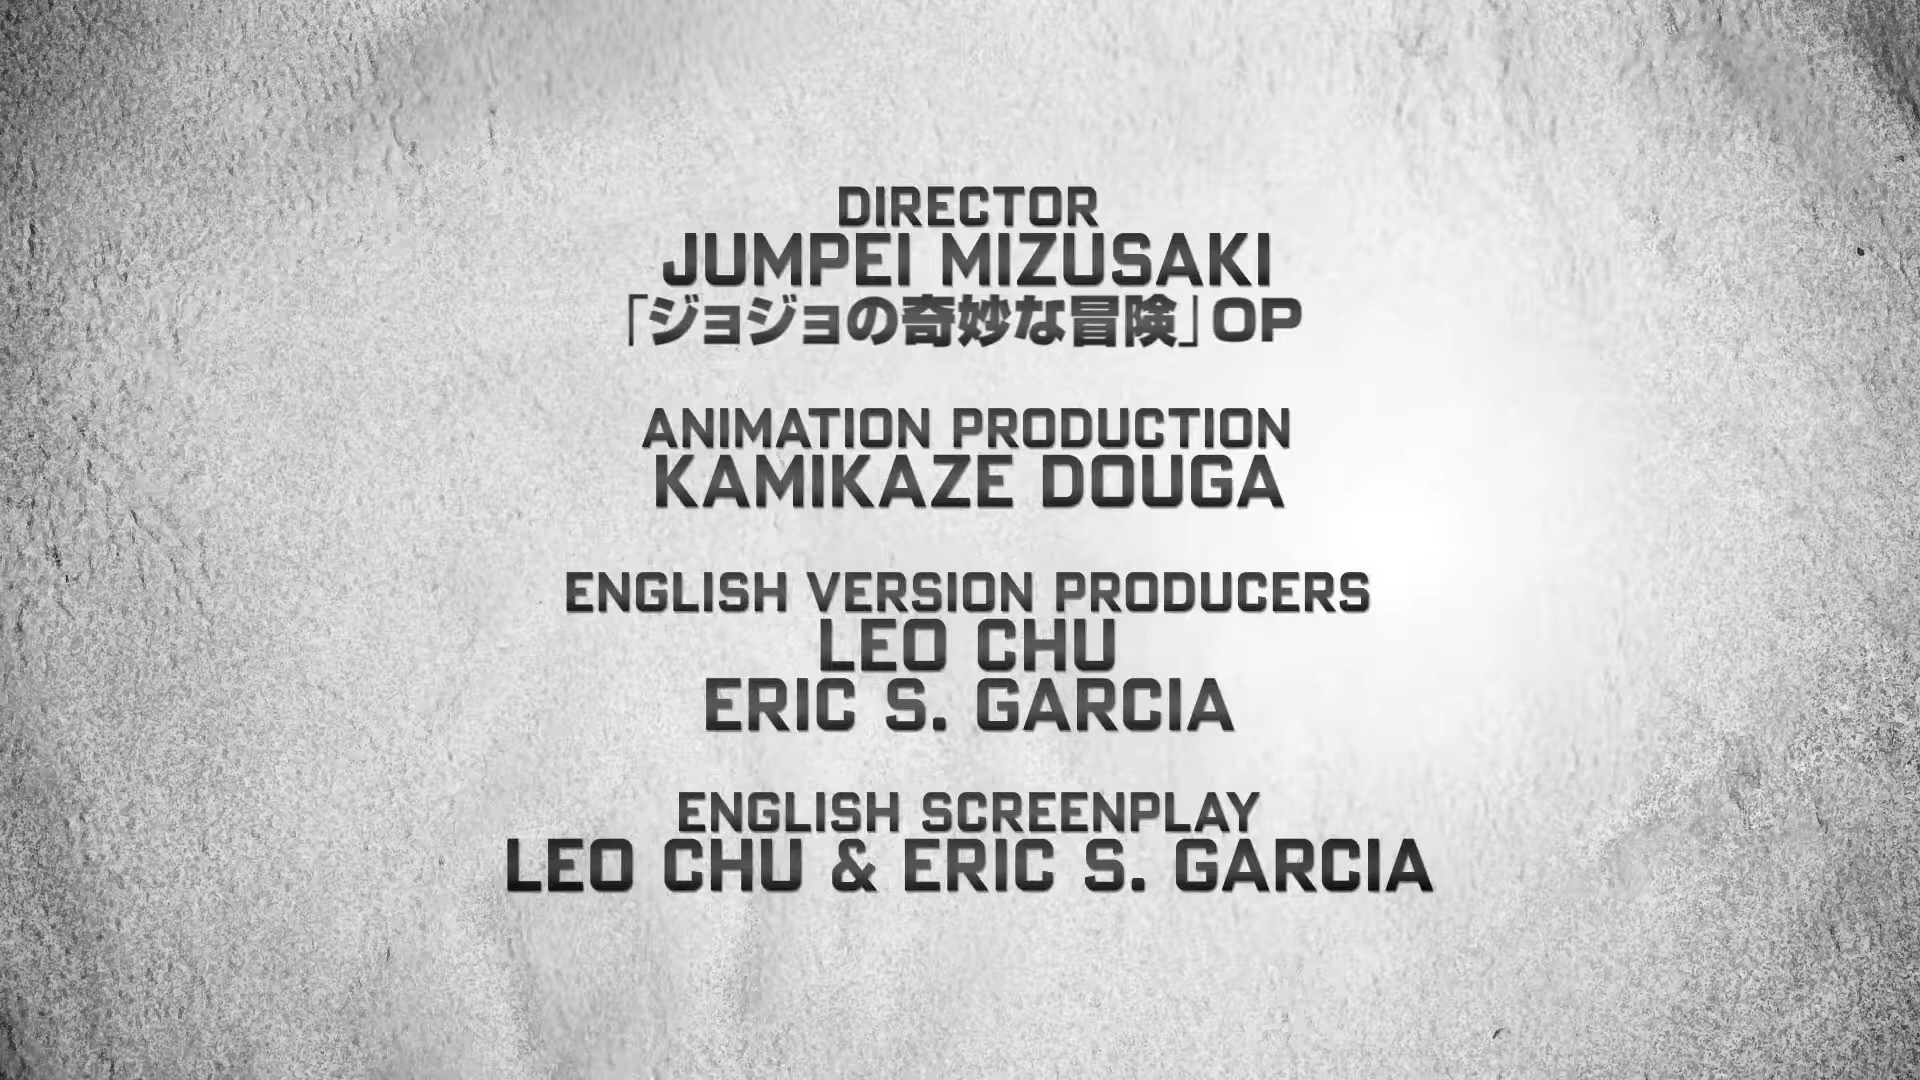 DIRECTOR
JUMPEI MIZUSAKI
「ジョジョの奇妙な冒険」OP
ANIMATION PRODUCTION
KAMIKAZE DOUGA
ENGLISH VERSION PRODUCERS
LEO CHU
ERIC S. GARCIA
ENGLISH SCREENPLAY
LEO CHU & ERIC S. GARCIA